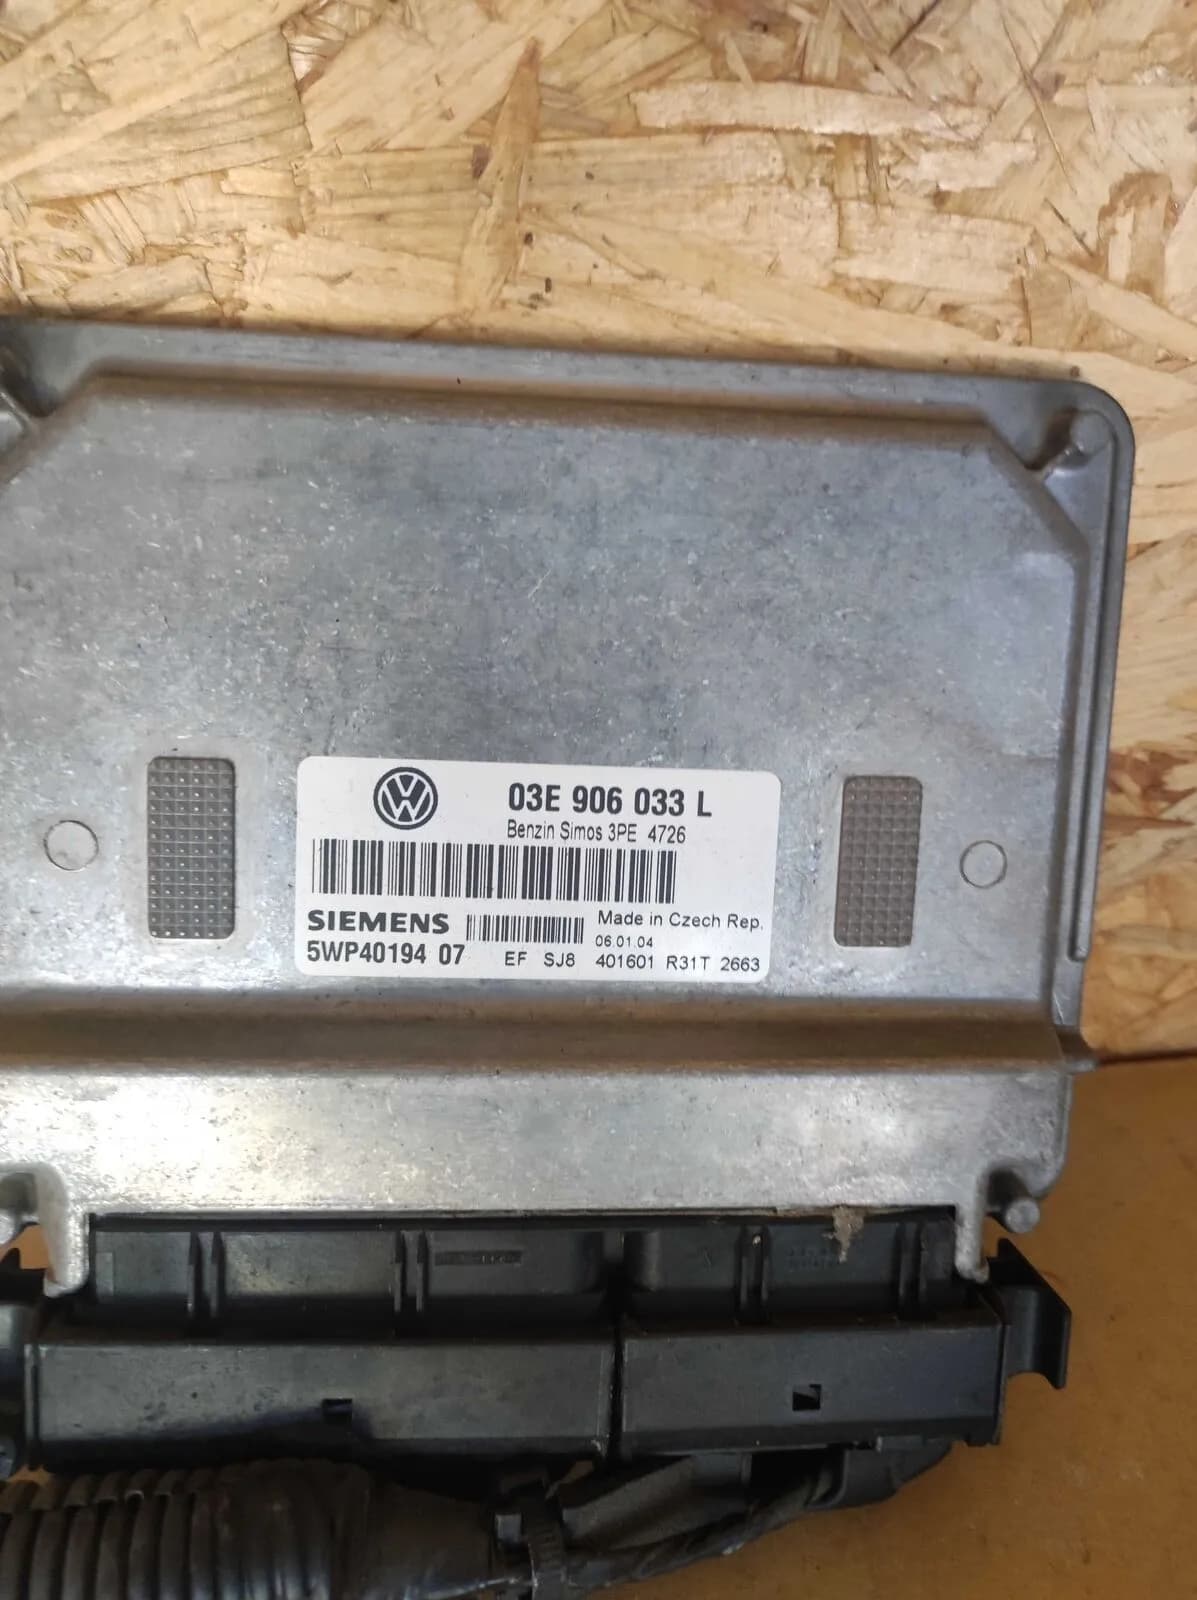 03E 906 033 L
Benzin Simos 3PE 4726
SIEMENS
Made in Czech Rep.
06.01.04
5WP40194 07
EF SJ8 401601 R31T 2663